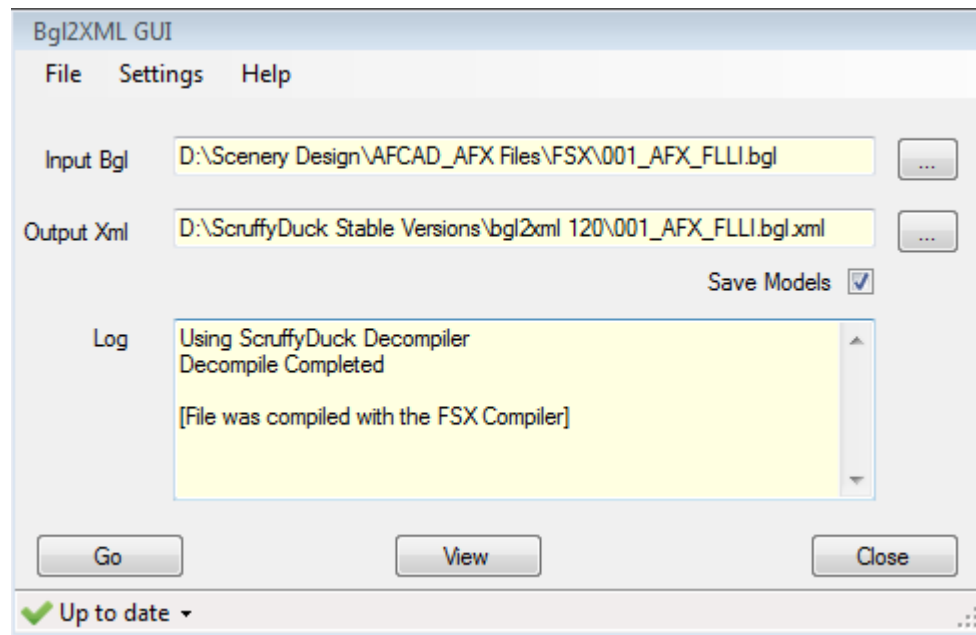 Bgl2XML GUI
File Settings Help
Input Bgl D:\Scenery Design\AFCAD_AFX Files\FSX\001_AFX_FLLI.bgl ...
Output Xml D:\ScruffyDuck Stable Versions\bgl2xml 120\001_AFX_FLLI.bgl.xml ...
Save Models
Log Using ScruffyDuck Decompiler
Decompile Completed
[File was compiled with the FSX Compiler]
Go View Close
Up to date